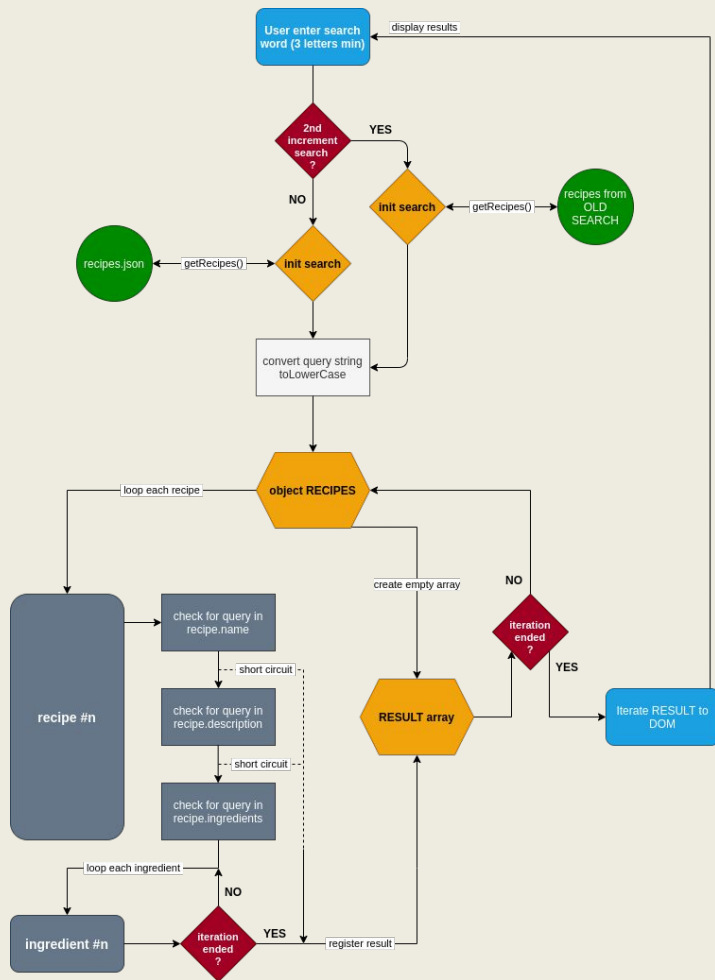 User enter search
word (3 letters min)
display results
2nd
increment
search
?
YES
NO
init search
getRecipes()
recipes from
OLD
SEARCH
recipes.json
getRecipes()
init search
convert query string
toLowerCase
object RECIPES
loop each recipe
create empty array
NO
iteration
ended
?
YES
check for query in
recipe.name
short circuit
recipe #n
check for query in
recipe.description
RESULT array
Iterate RESULT to
DOM
short circuit
check for query in
recipe.ingredients
loop each ingredient
NO
ingredient #n
iteration
ended
?
YES
register result